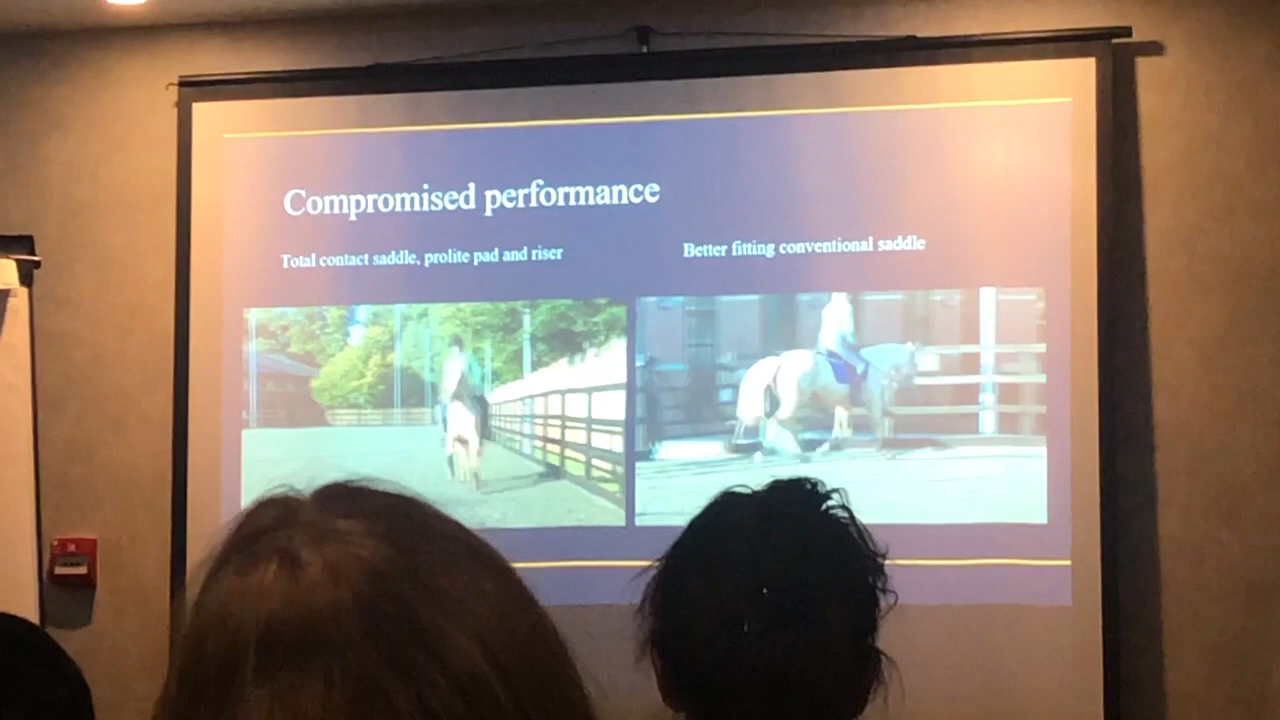 Compromised performance
Total contact saddle, prolite pad and riser
Better fitting conventional saddle